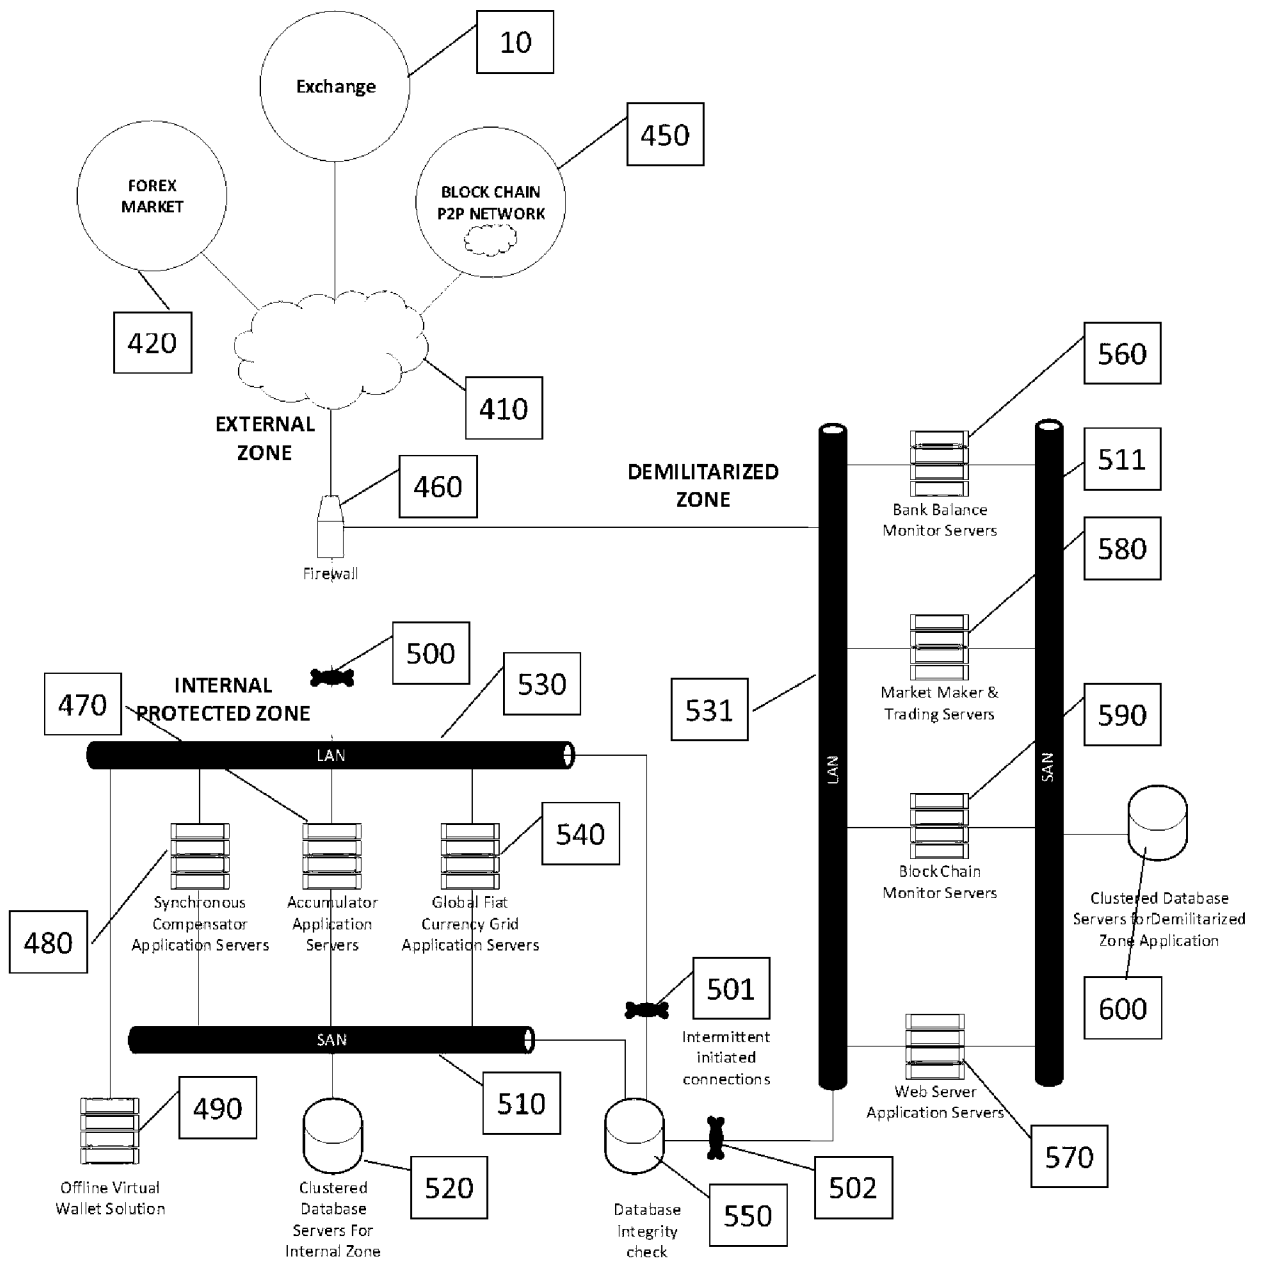 10
Exchange
450
FOREX
MARKET
BLOCK CHAIN
P2P NETWORK
420
410
EXTERNAL
ZONE
460
Firewall
DEMILITARIZED
ZONE
560
511
Bank Balance
Monitor Servers
580
500
530
470
INTERNAL
PROTECTED ZONE
LAN
531
Market Maker &
Trading Servers
590
LAN
SAN
540
480
Synchronous
Compensator
Application Servers
Accumulator
Application
Servers
Global Fiat
Currency Grid
Application Servers
Block Chain
Monitor Servers
Clustered Database
Servers forDemilitarized
Zone Application
600
501
Intermittent
initiated
connections
SAN
510
490
Offline Virtual
Wallet Solution
520
Clustered
Database
Servers For
Internal Zone
550
Database
Integrity
check
502
Web Server
Application Servers
570